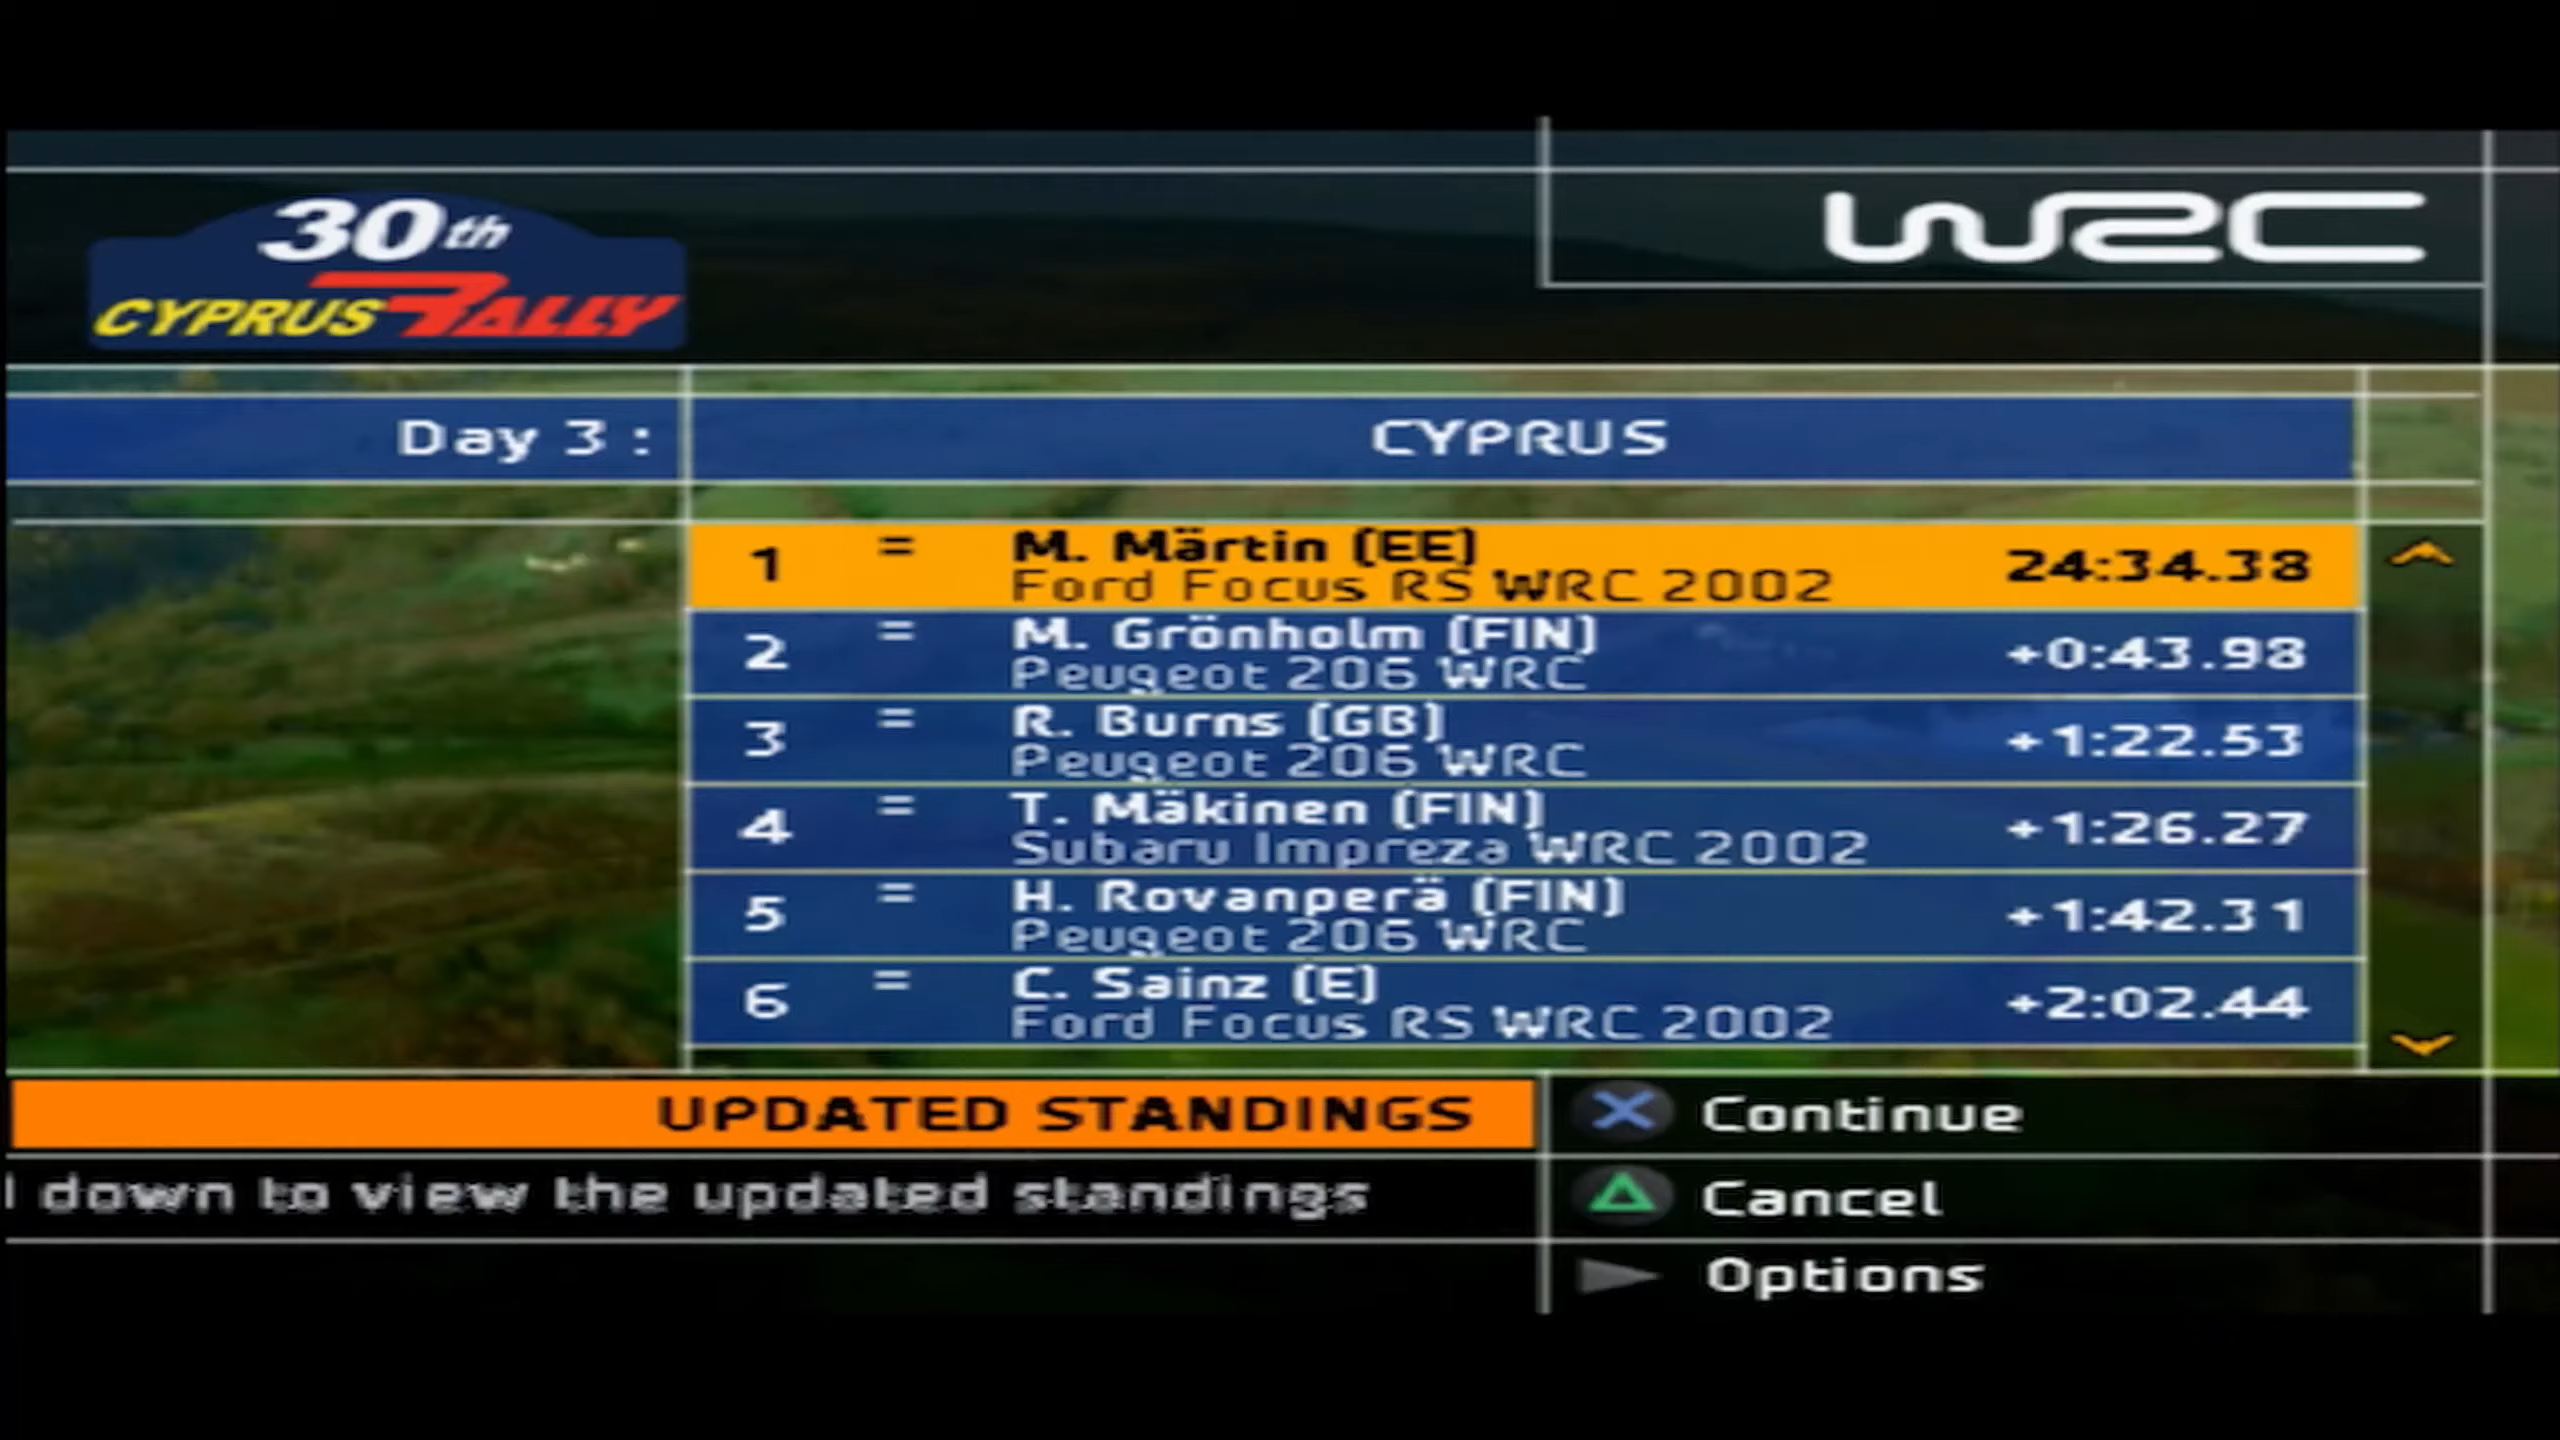 30th
CYPRUS RALLY
WRC
Day 3 :
CYPRUS
1 = M. Märtin (EE) 24:34.38
Ford Focus RS WRC 2002
2 = M. Grönholm (FIN) +0:43.98
Peugeot 206 WRC
3 = R. Burns (GB) +1:22.53
Peugeot 206 WRC
4 = T. Mäkinen (FIN) +1:26.27
Subaru Impreza WRC 2002
5 = H. Rovanperä (FIN) +1:42.31
Peugeot 206 WRC
6 = C. Sainz (E) +2:02.44
Ford Focus RS WRC 2002
UPDATED STANDINGS
down to view the updated standings
Continue
Cancel
Options